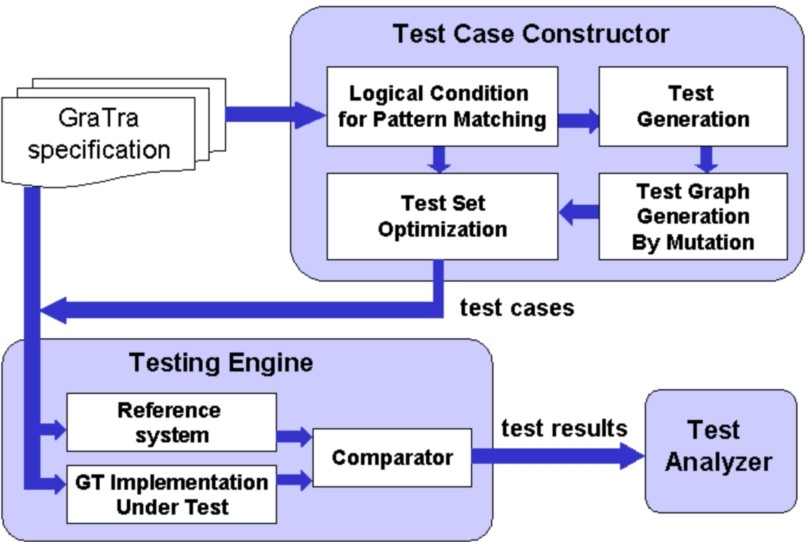 Test Case Constructor
GraTra
specification
Logical Condition
for Pattern Matching
Test
Generation
Test Set
Optimization
Test Graph
Generation
By Mutation
test cases
Testing Engine
Reference
system
GT Implementation
Under Test
Comparator
test results
Test
Analyzer